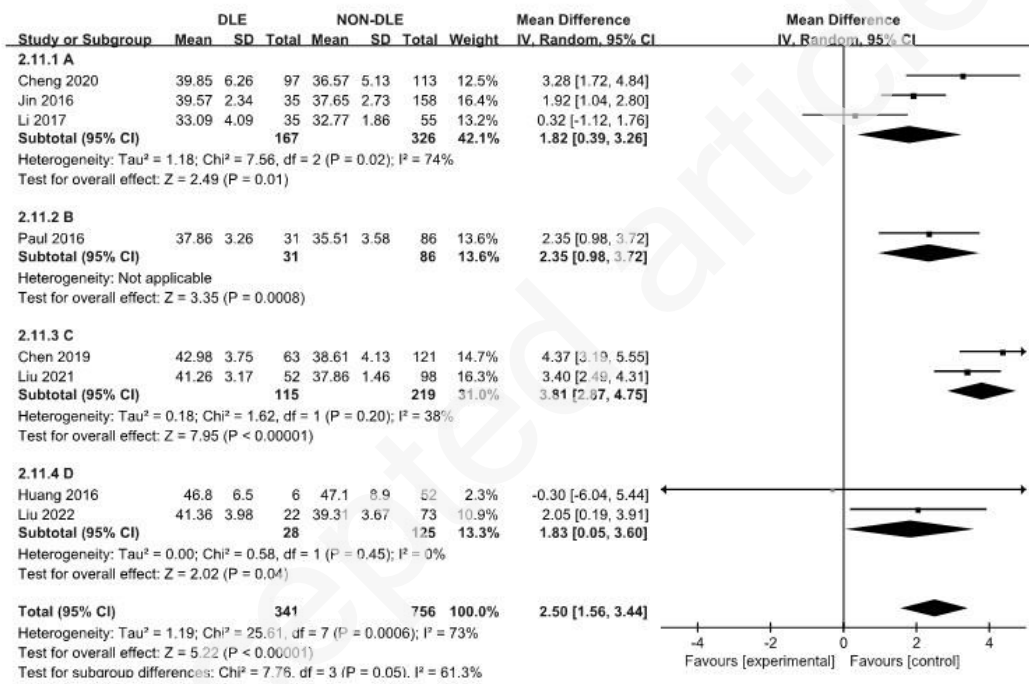 DLE NON-DLE Mean Difference Mean Difference
Study or Subgroup Mean SD Total Mean SD Total Weight IV, Random, 95% CI IV, Random, 95% CI
2.11.1 A
Cheng 2020 39.85 6.26 97 36.57 5.13 113 12.5% 3.28 [1.72, 4.84]
Jin 2016 39.57 2.34 35 37.65 2.73 158 16.4% 1.92 [1.04, 2.80]
Li 2017 33.09 4.09 35 32.77 1.86 55 13.2% 0.32 [-1.12, 1.76]
Subtotal (95% CI) 167 326 42.1% 1.82 [0.39, 3.26]
Heterogeneity: Tau² = 1.18; Chi² = 7.56, df = 2 (P = 0.02); I² = 74%
Test for overall effect: Z = 2.49 (P = 0.01)
2.11.2 B
Paul 2016 37.86 3.26 31 35.51 3.58 86 13.6% 2.35 [0.98, 3.72]
Subtotal (95% CI) 31 86 13.6% 2.35 [0.98, 3.72]
Heterogeneity: Not applicable
Test for overall effect: Z = 3.35 (P = 0.0008)
2.11.3 C
Chen 2019 42.98 3.75 63 38.61 4.13 121 14.7% 4.37 [3.19, 5.55]
Liu 2021 41.26 3.17 52 37.86 1.46 98 16.3% 3.40 [2.49, 4.31]
Subtotal (95% CI) 115 219 31.0% 3.81 [2.87, 4.75]
Heterogeneity: Tau² = 0.18; Chi² = 1.62, df = 1 (P = 0.20); I² = 38%
Test for overall effect: Z = 7.95 (P < 0.00001)
2.11.4 D
Huang 2016 46.8 6.5 6 47.1 8.9 52 2.3% -0.30 [-6.04, 5.44]
Liu 2022 41.36 3.98 22 39.31 3.67 73 10.9% 2.05 [0.19, 3.91]
Subtotal (95% CI) 28 125 13.3% 1.83 [0.05, 3.60]
Heterogeneity: Tau² = 0.00; Chi² = 0.58, df = 1 (P = 0.45); I² = 0%
Test for overall effect: Z = 2.02 (P = 0.04)
Total (95% CI) 341 756 100.0% 2.50 [1.56, 3.44]
Heterogeneity: Tau² = 1.19; Chi² = 25.61, df = 7 (P = 0.0006); I² = 73%
Test for overall effect: Z = 5.22 (P < 0.00001)
Test for subgroup differences: Chi² = 7.76, df = 3 (P = 0.05), I² = 61.3%
-4 -2 0 2 4
Favours [experimental] Favours [control]
epted article